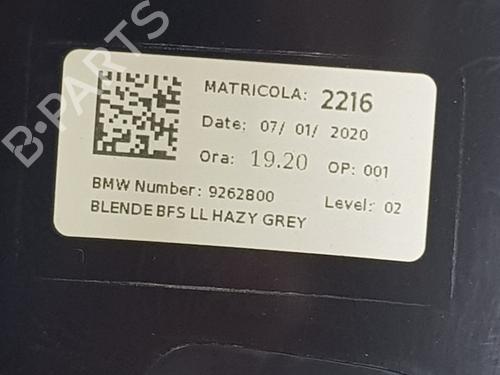 B-PARTS
MATRICOLA: 2216
Date: 07/ 01/ 2020
Ora: 19.20 OP: 001
BMW Number: 9262800 Level: 02
BLENDE BFS LL HAZY GREY